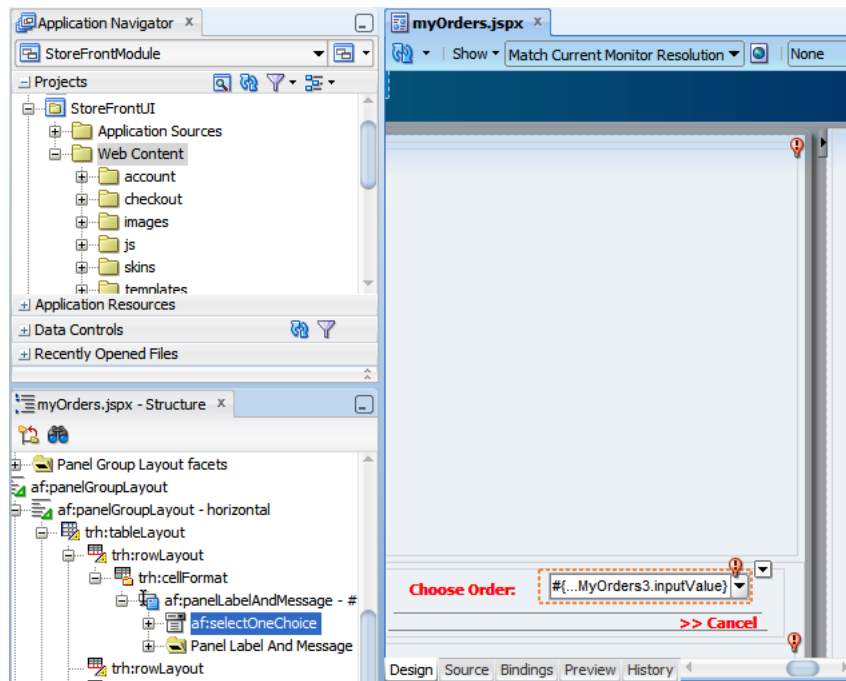 Application Navigator x
StoreFrontModule
Projects
StoreFrontUI
Application Sources
Web Content
account
checkout
images
js
skins
templates
Application Resources
Data Controls
Recently Opened Files
myOrders.jspx - Structure x
Panel Group Layout facets
af:panelGroupLayout
af:panelGroupLayout - horizontal
trh:tableLayout
trh:rowLayout
trh:cellFormat
af:panelLabelAndMessage - #
af:selectOneChoice
Panel Label And Message
trh:rowLayout
myOrders.jspx x
Show Match Current Monitor Resolution None
Choose Order: #{...MyOrders3.inputValue}
>> Cancel
Design Source Bindings Preview History